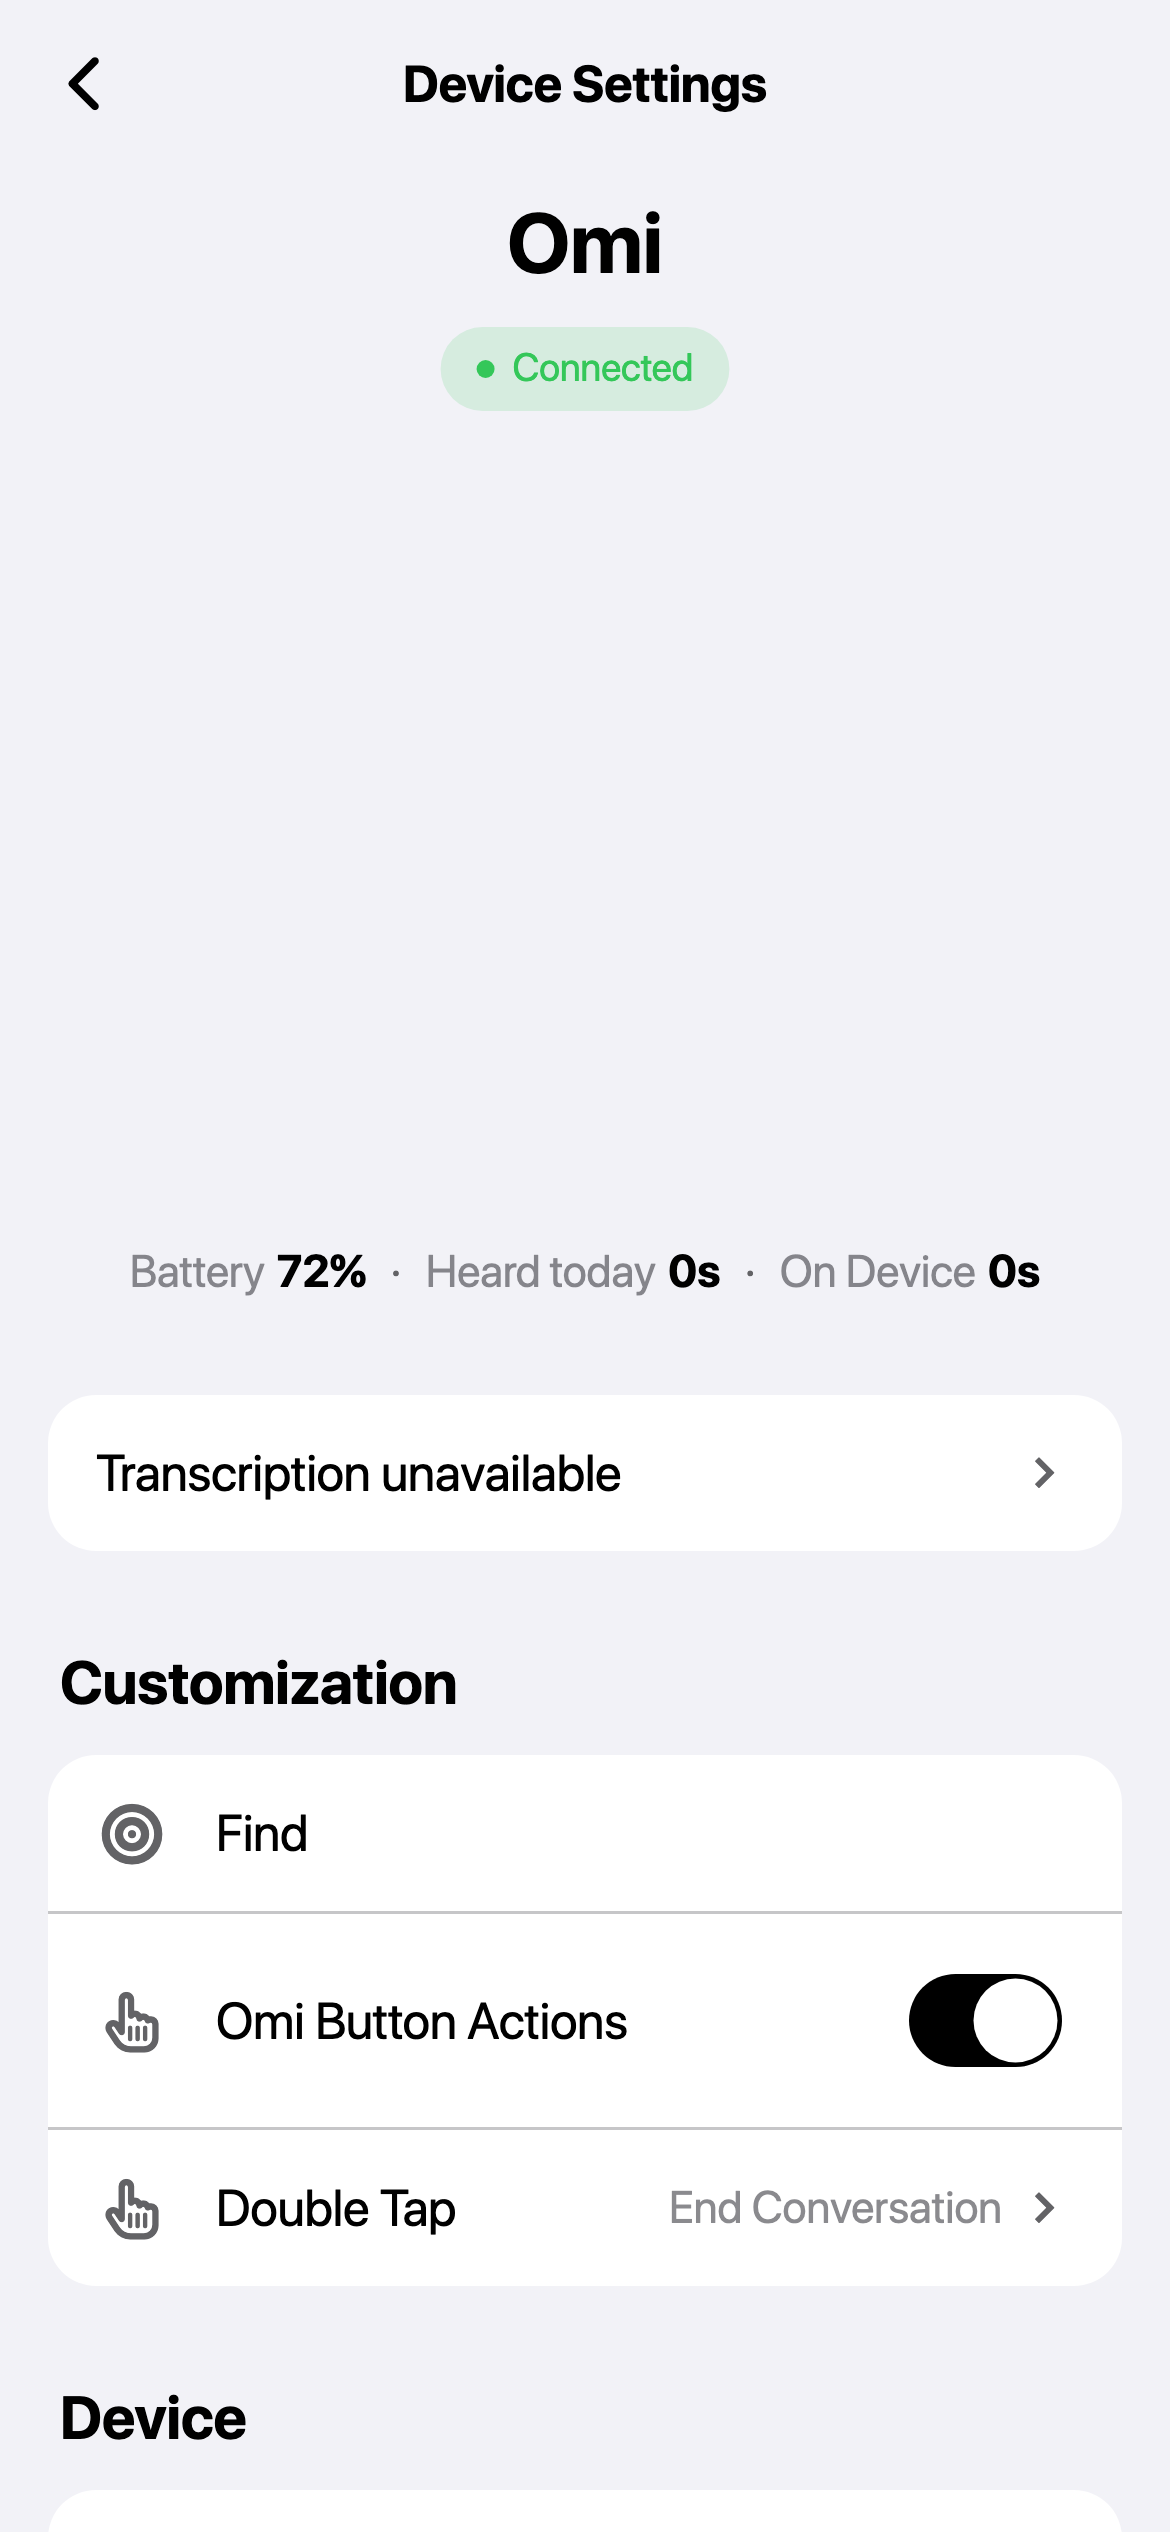 Device Settings
Omi
Connected
Battery 72% · Heard today 0s · On Device 0s
Transcription unavailable
Customization
Find
Omi Button Actions
Double Tap End Conversation
Device